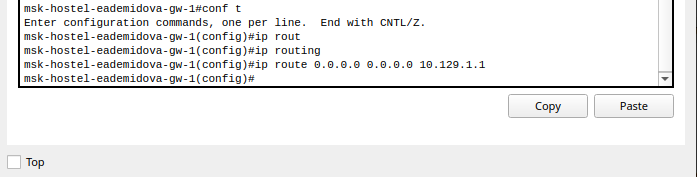 msk-hostel-eademidova-gw-1#conf t
Enter configuration commands, one per line.  End with CNTL/Z.
msk-hostel-eademidova-gw-1(config)#ip rout
msk-hostel-eademidova-gw-1(config)#ip routing
msk-hostel-eademidova-gw-1(config)#ip route 0.0.0.0 0.0.0.0 10.129.1.1
msk-hostel-eademidova-gw-1(config)#
Copy Paste
Top